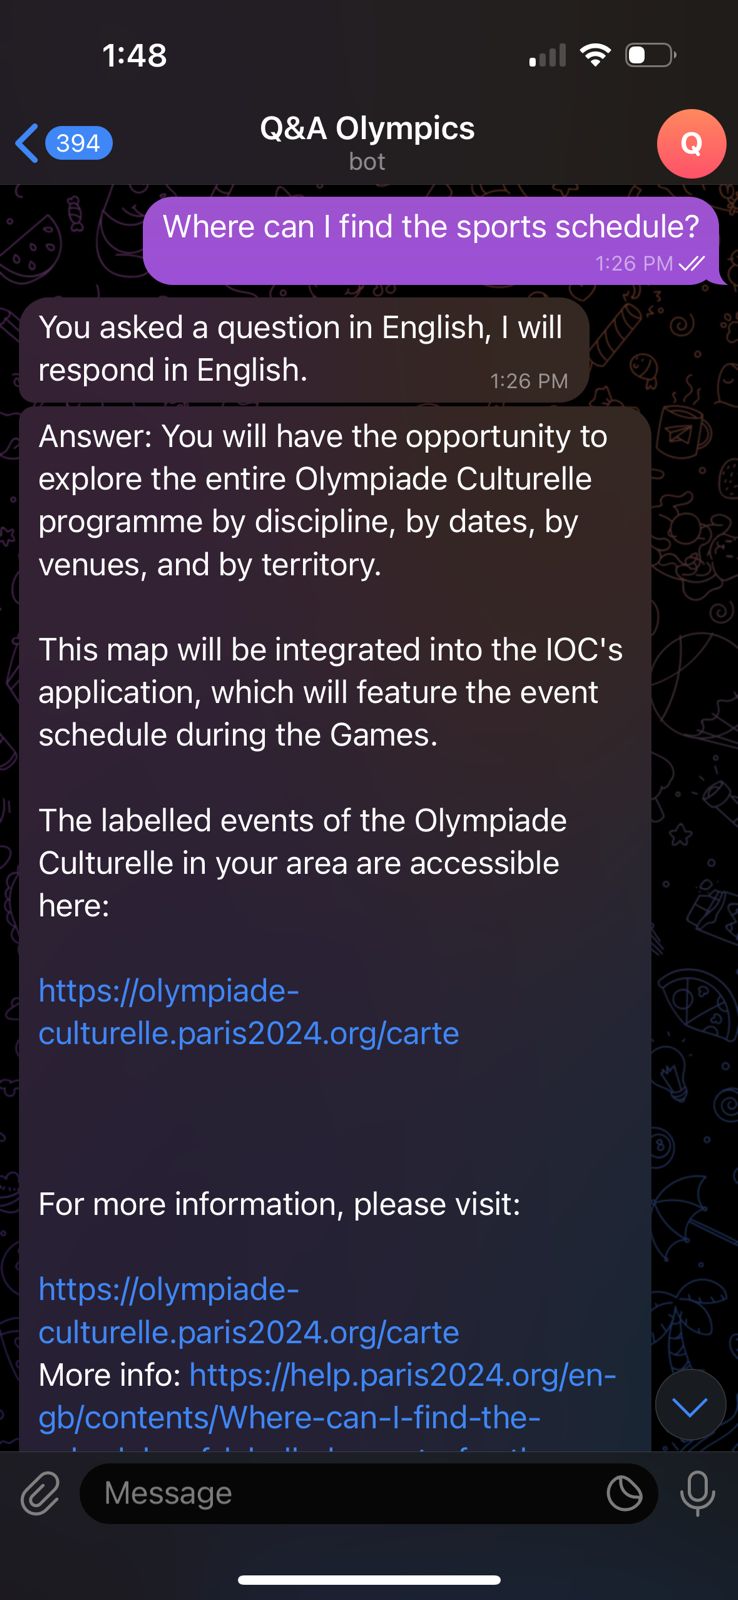 1:48
394
Q&A Olympics
bot
Q
Where can I find the sports schedule?
1:26 PM
You asked a question in English, I will
respond in English.
1:26 PM
Answer: You will have the opportunity to
explore the entire Olympiade Culturelle
programme by discipline, by dates, by
venues, and by territory.
This map will be integrated into the IOC's
application, which will feature the event
schedule during the Games.
The labelled events of the Olympiade
Culturelle in your area are accessible
here:
https://olympiade-
culturelle.paris2024.org/carte
For more information, please visit:
https://olympiade-
culturelle.paris2024.org/carte
More info: https://help.paris2024.org/en-
gb/contents/Where-can-I-find-the-
Message